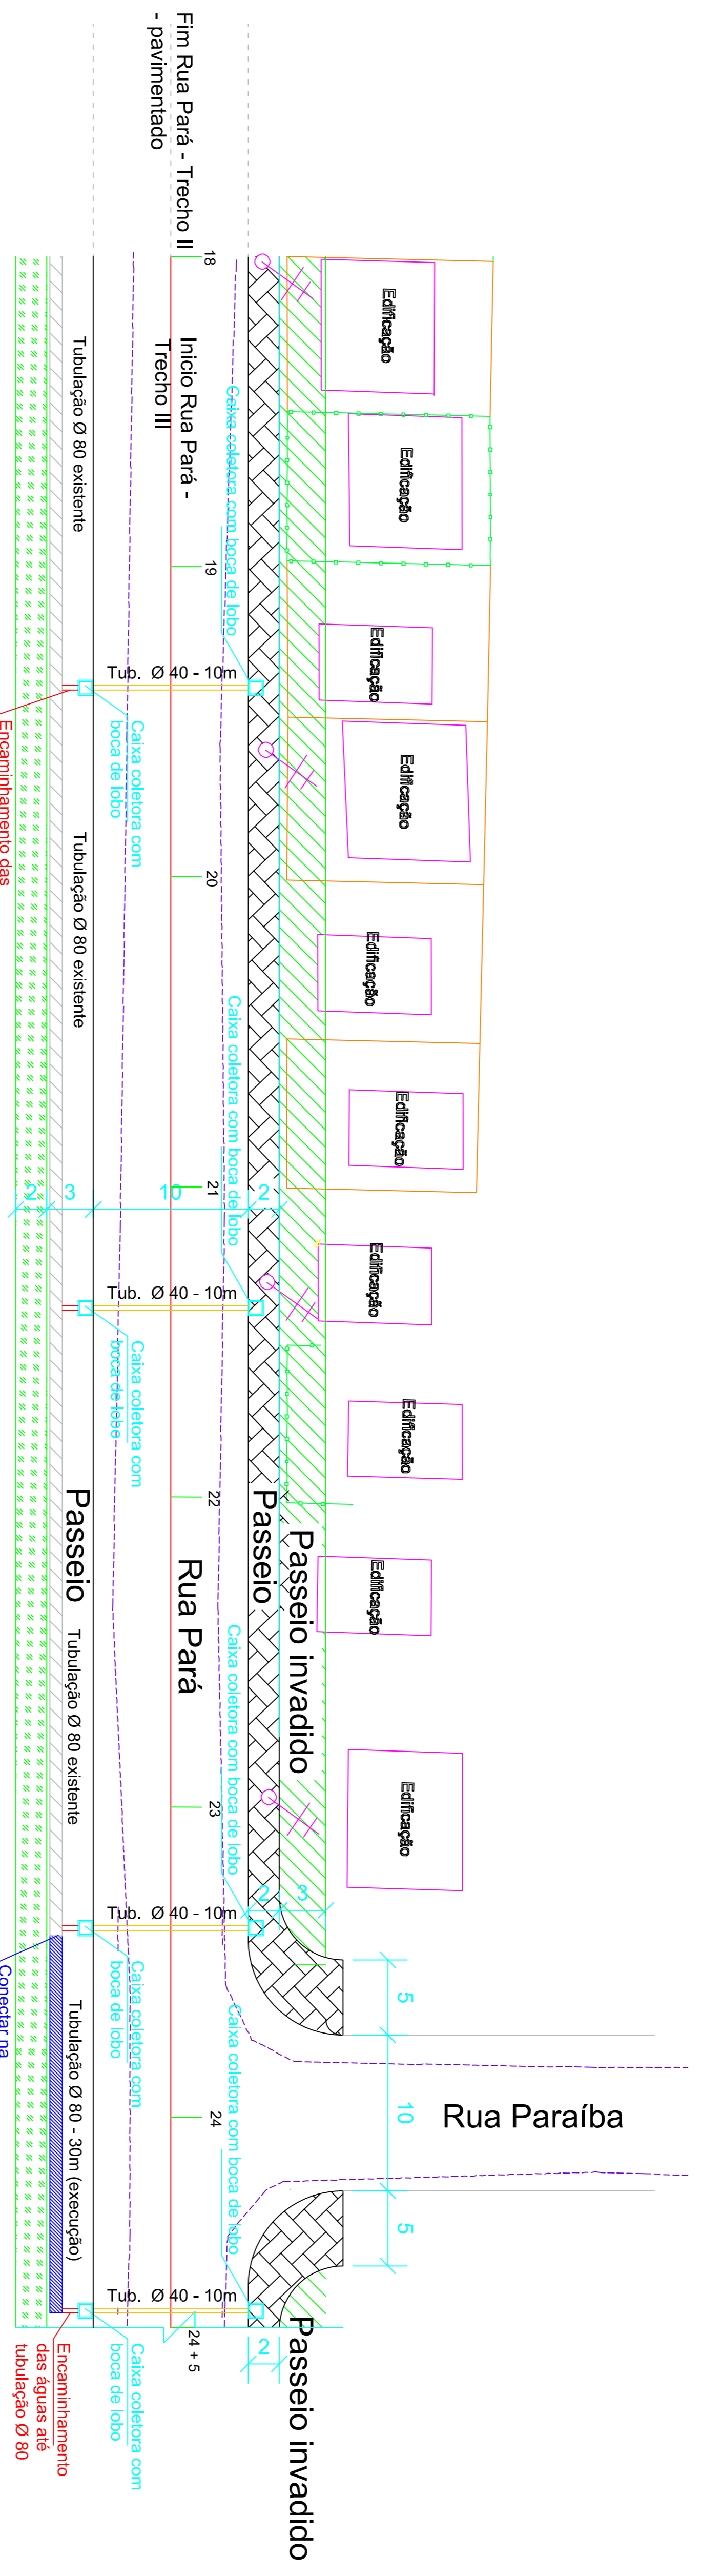 Fim Rua Pará - Trecho II
- pavimentado
18
Inicio Rua Pará -
Trecho III
Edificação
Edificação
Edificação
Edificação
Edificação
Edificação
Edificação
Edificação
Edificação
Edificação
Tubulação Ø 80 existente
Caixa coletora com boca de lobo
19
Tub. Ø 40 - 10m
Caixa coletora com
boca de lobo
Encaminhamento das
Tubulação Ø 80 existente
20
Caixa coletora com boca de lobo
2
3
10
21
2
Tub. Ø 40 - 10m
Caixa coletora com
boca de lobo
22
Passeio
Passeio
Passeio invadido
Rua Pará
Tubulação Ø 80 existente
Caixa coletora com boca de lobo
23
2
3
Tub. Ø 40 - 10m
Caixa coletora com
boca de lobo
Conectar na
5
10
5
Rua Paraíba
Tubulação Ø 80 - 30m (execução)
24
Caixa coletora com boca de lobo
Tub. Ø 40 - 10m
24 + 5
2
Passeio invadido
Caixa coletora com
boca de lobo
Encaminhamento
das águas até
tubulação Ø 80